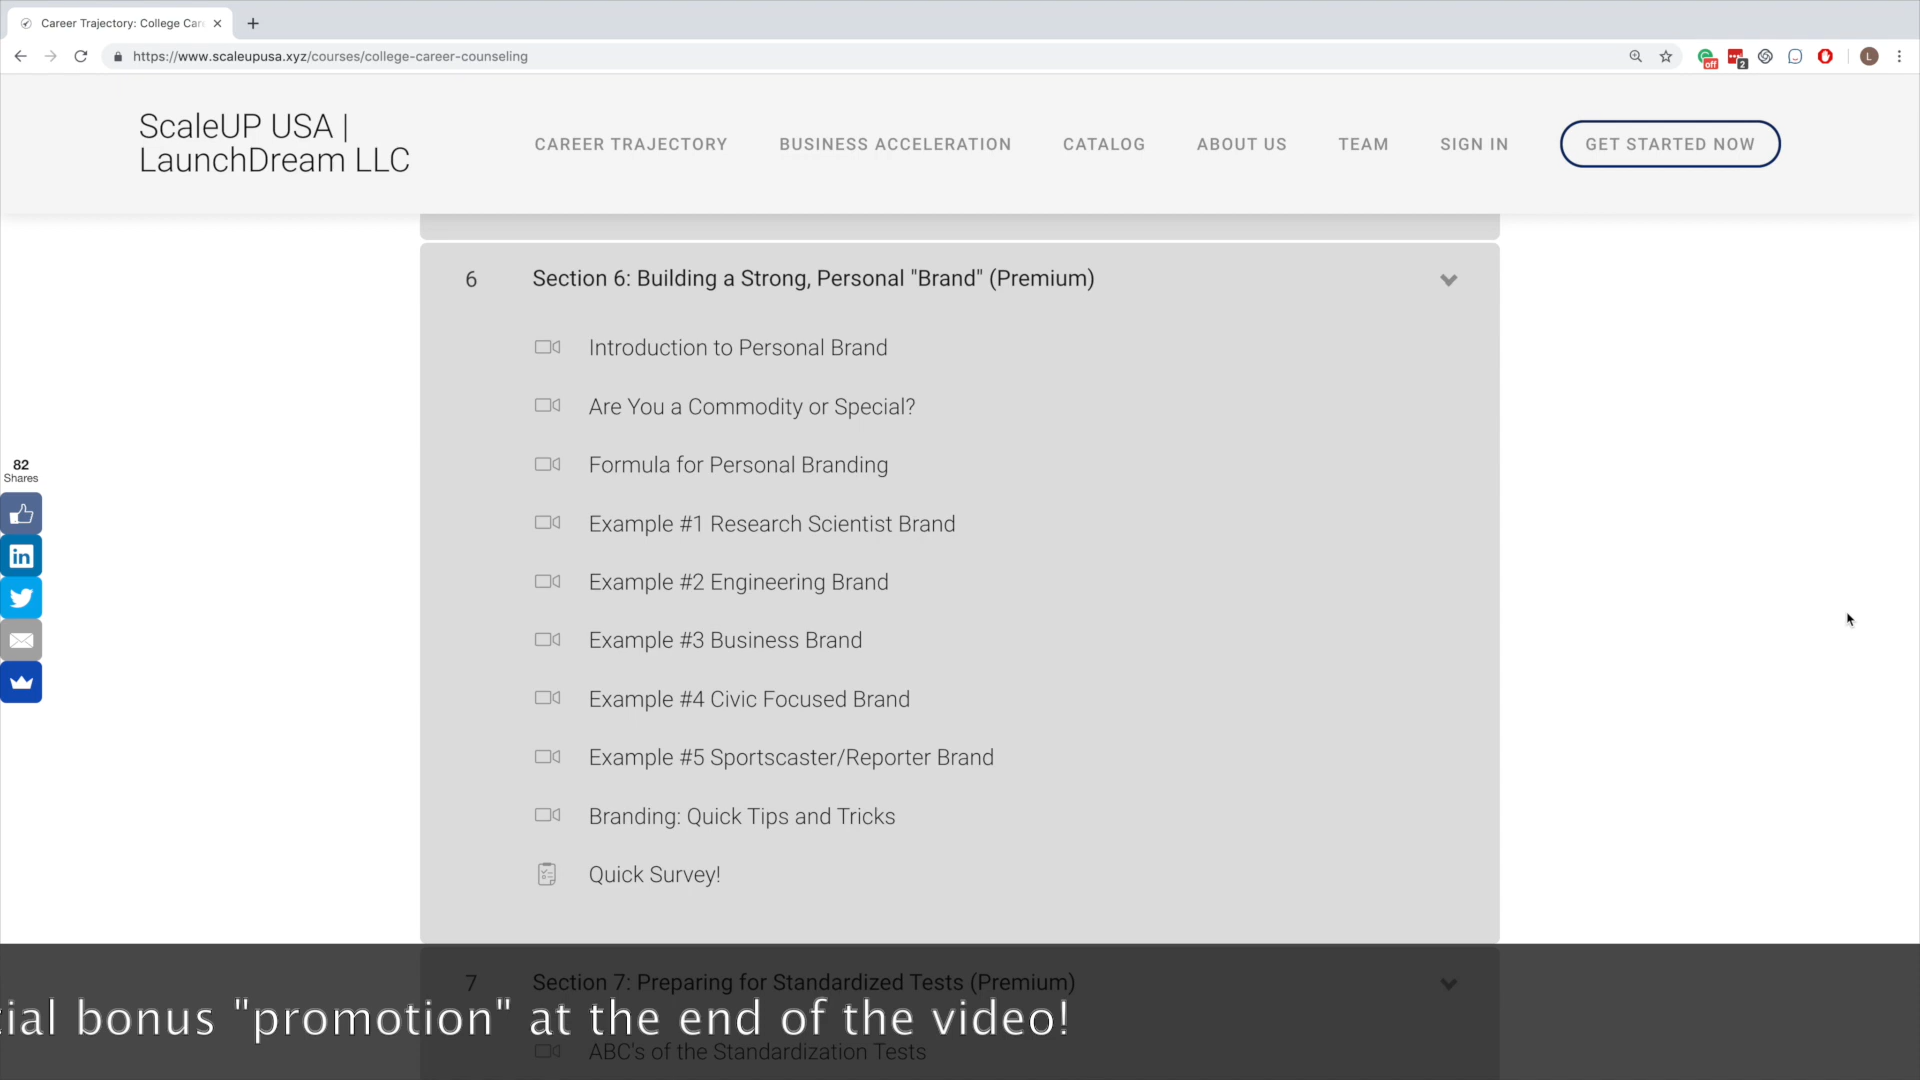 Career Trajectory: College Car
https://www.scaleupusa.xyz/courses/college-career-counseling
off
2
L
ScaleUP USA |
LaunchDream LLC
CAREER TRAJECTORY
BUSINESS ACCELERATION
CATALOG
ABOUT US
TEAM
SIGN IN
GET STARTED NOW
6 Section 6: Building a Strong, Personal "Brand" (Premium)
Introduction to Personal Brand
Are You a Commodity or Special?
Formula for Personal Branding
Example #1 Research Scientist Brand
Example #2 Engineering Brand
Example #3 Business Brand
Example #4 Civic Focused Brand
Example #5 Sportscaster/Reporter Brand
Branding: Quick Tips and Tricks
Quick Survey!
82
Shares
in
7 Section 7: Preparing for Standardized Tests (Premium)
cial bonus "promotion" at the end of the video!
ABC's of the Standardization Tests